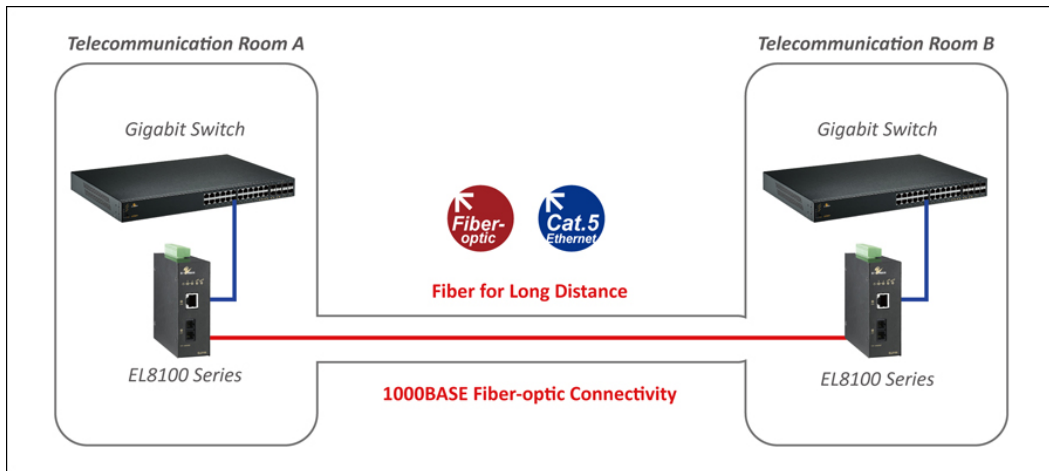 Telecommunication Room A
Telecommunication Room B
Gigabit Switch
Gigabit Switch
Fiber-
optic
Cat.5
Ethernet
Fiber for Long Distance
EL8100 Series
EL8100 Series
1000BASE Fiber-optic Connectivity